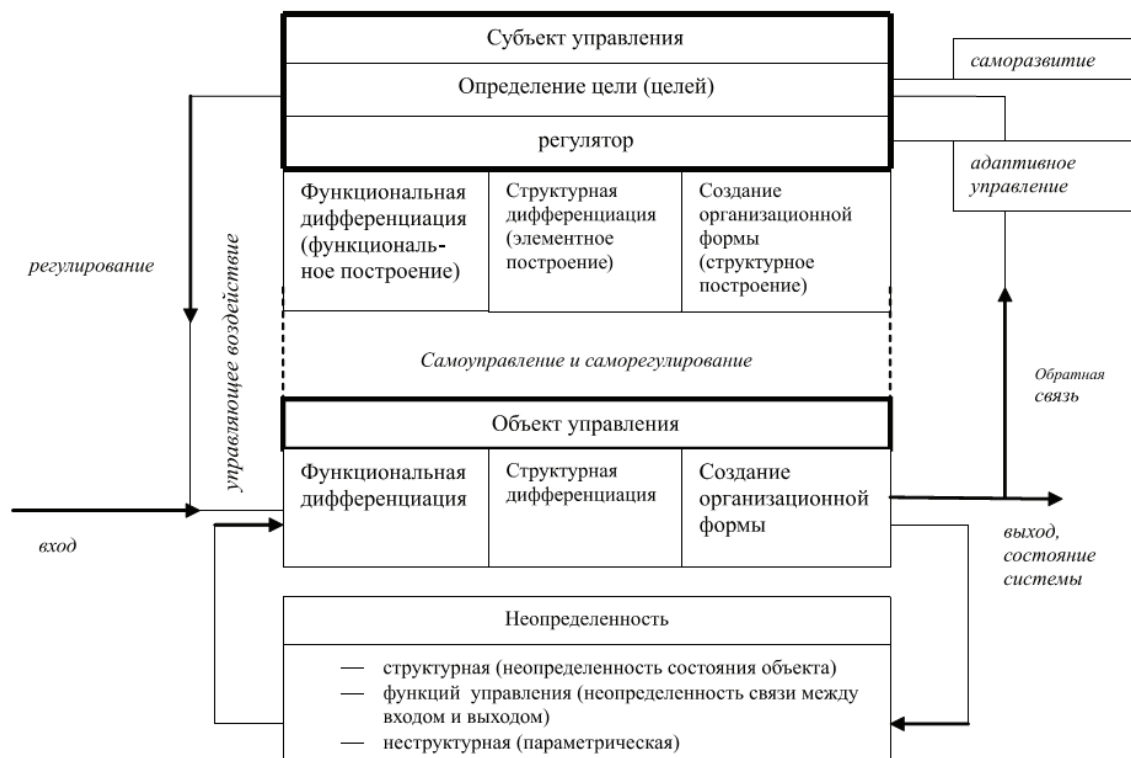 Субъект управления
саморазвитие
Определение цели (целей)
регулятор
адаптивное
управление
Функциональная
дифференциация
(функциональ-
ное построение)
Структурная
дифференциация
(элементное
построение)
Создание
организационной
формы
(структурное
построение)
регулирование
управляющее воздействие
Самоуправление и саморегулирование
Обратная
связь
Объект управления
Функциональная
дифференциация
Структурная
дифференциация
Создание
организационной
формы
вход
выход,
состояние
системы
Неопределенность
— структурная (неопределенность состояния объекта)
— функций управления (неопределенность связи между
входом и выходом)
— неструктурная (параметрическая)